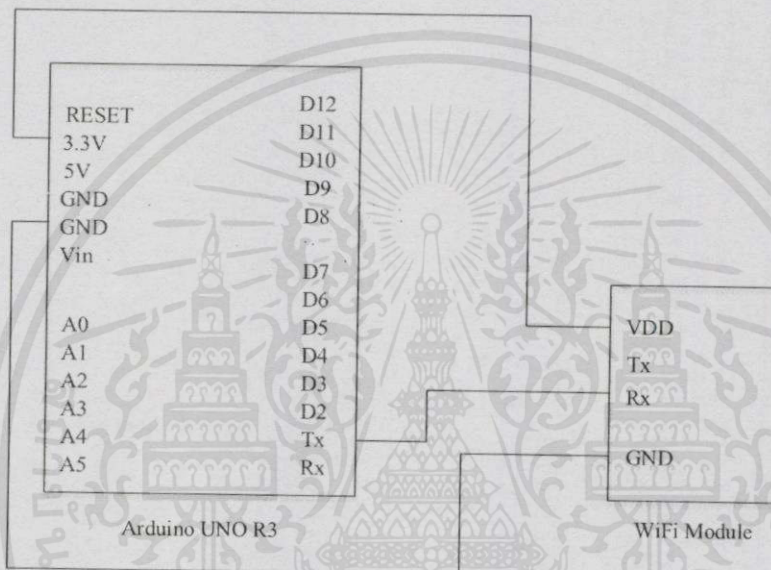 RESET
3.3V
5V
GND
GND
Vin
A0
A1
A2
A3
A4
A5
D12
D11
D10
D9
D8
D7
D6
D5
D4
D3
D2
Tx
Rx
Arduino UNO R3
VDD
Tx
Rx
GND
WiFi Module